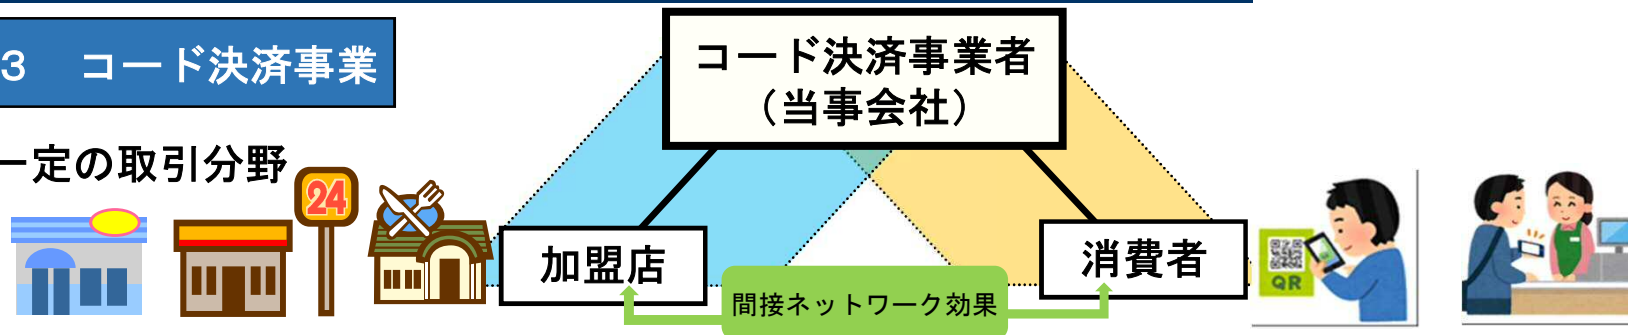 3 コード決済事業
コード決済事業者
(当事会社)
一定の取引分野
24
加盟店
消費者
QR
間接ネットワーク効果